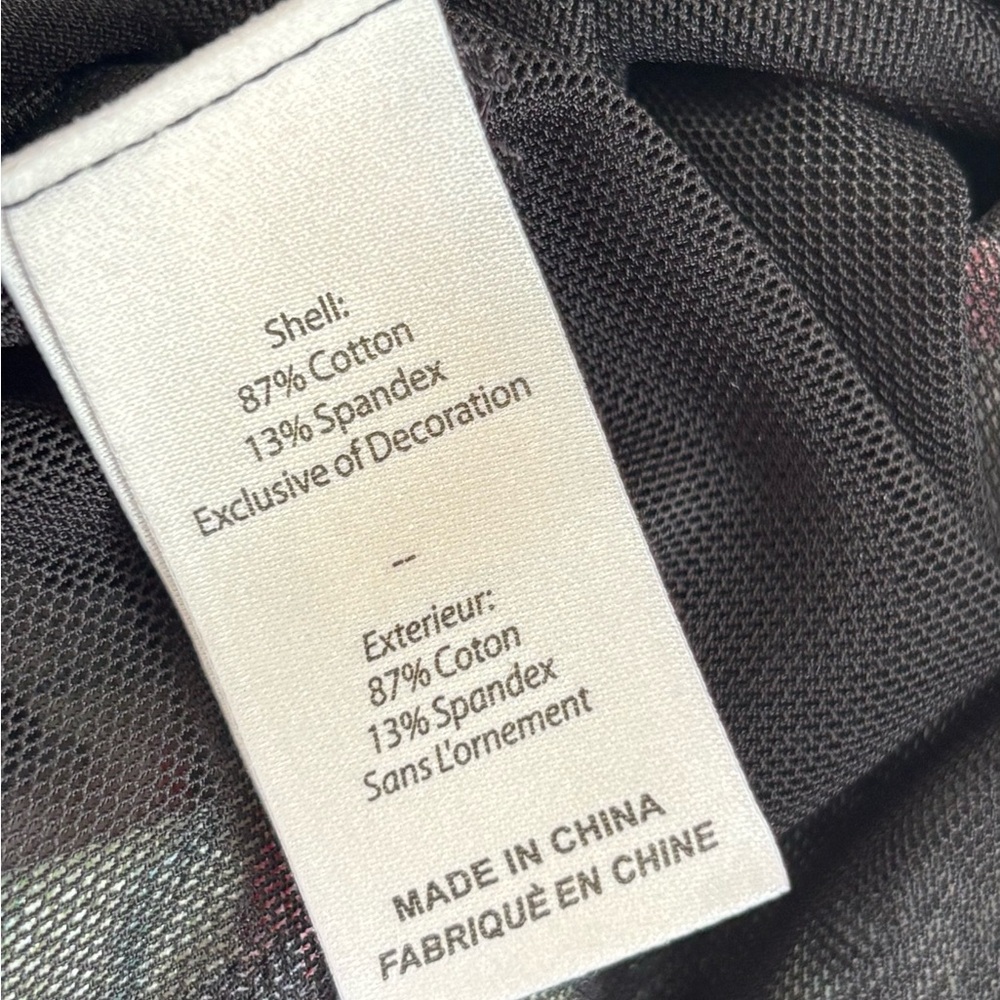 Shell:
87% Cotton
13% Spandex
Exclusive of Decoration
--
Exterieur:
87% Coton
13% Spandex
Sans L'ornement
MADE IN CHINA
FABRIQUÈ EN CHINE